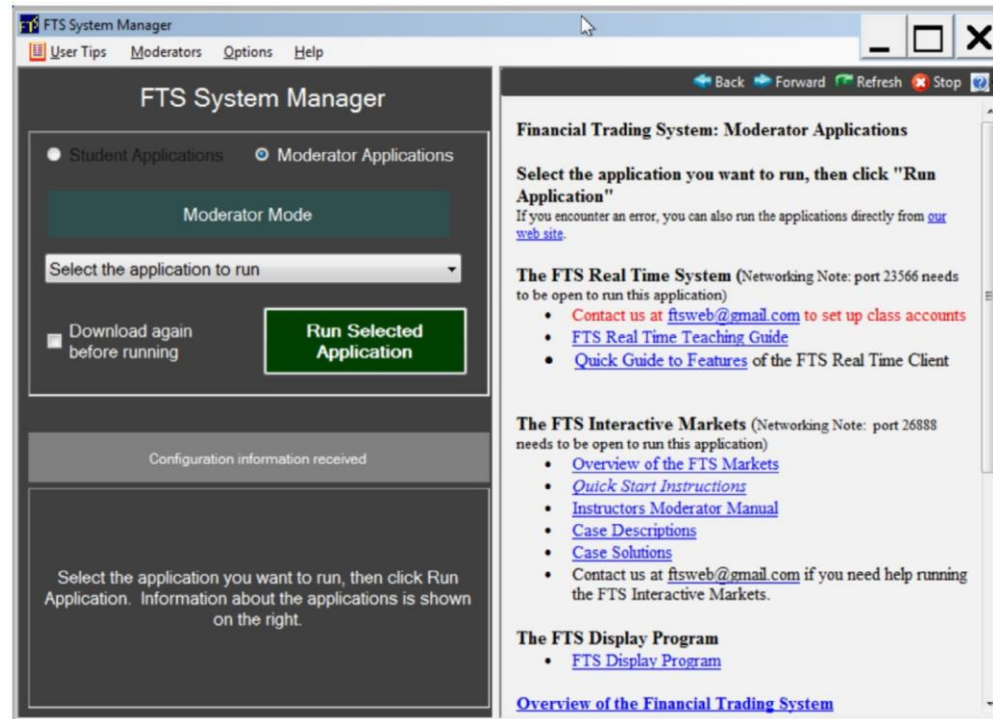 FTS System Manager
User Tips Moderators Options Help
FTS System Manager
Student Applications Moderator Applications
Moderator Mode
Select the application to run
Download again
before running
Run Selected
Application
Configuration information received
Select the application you want to run, then click Run
Application. Information about the applications is shown
on the right.
Back Forward Refresh Stop
Financial Trading System: Moderator Applications
Select the application you want to run, then click "Run
Application"
If you encounter an error, you can also run the applications directly from our
web site.
The FTS Real Time System (Networking Note: port 23566 needs
to be open to run this application)
• Contact us at ftsweb@gmail.com to set up class accounts
• FTS Real Time Teaching Guide
• Quick Guide to Features of the FTS Real Time Client
The FTS Interactive Markets (Networking Note: port 26888
needs to be open to run this application)
• Overview of the FTS Markets
• Quick Start Instructions
• Instructors Moderator Manual
• Case Descriptions
• Case Solutions
• Contact us at ftsweb@gmail.com if you need help running
the FTS Interactive Markets.
The FTS Display Program
• FTS Display Program
Overview of the Financial Trading System